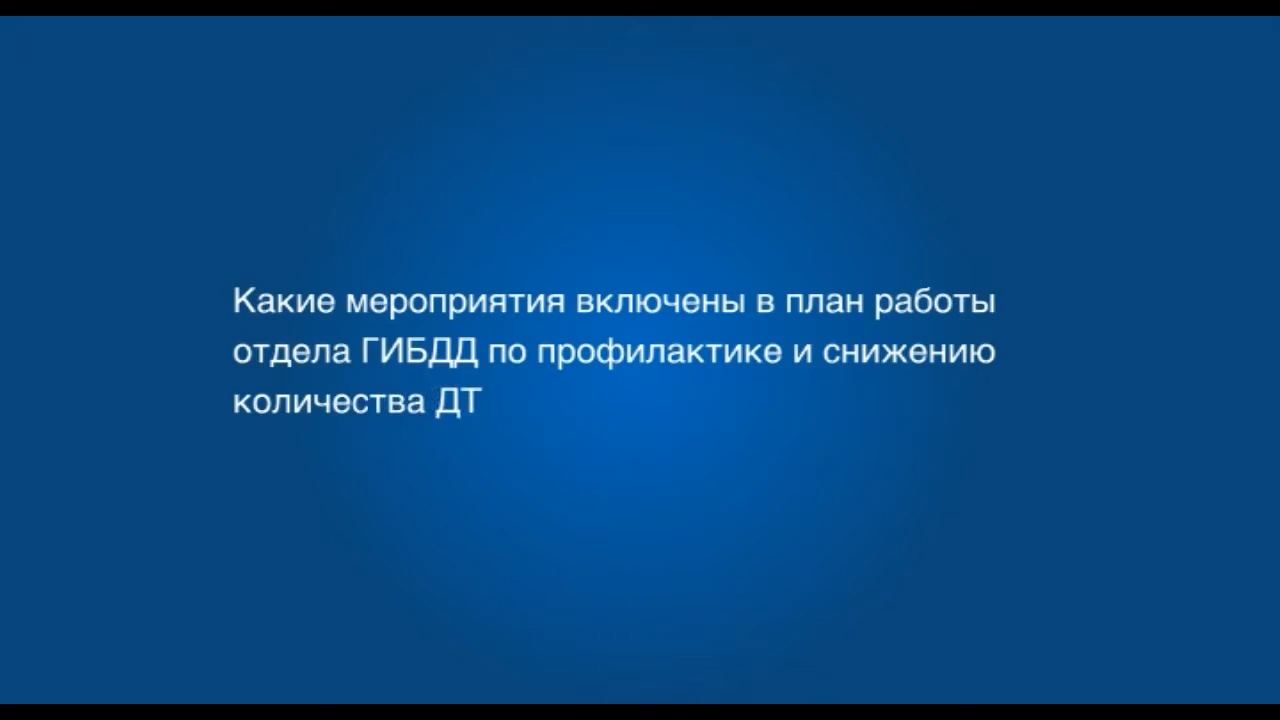 Какие мероприятия включены в план работы
отдела ГИБДД по профилактике и снижению
количества ДТ